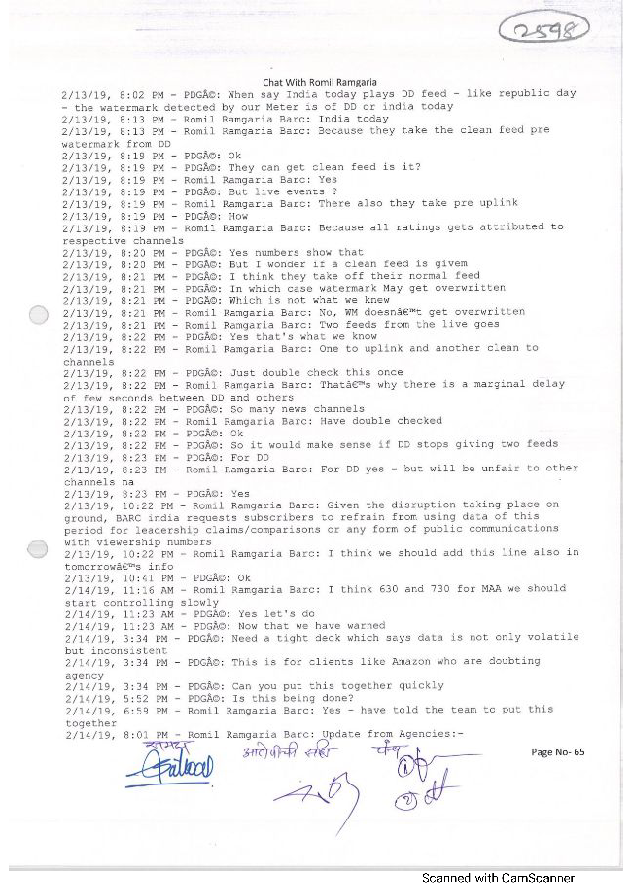 2598
Chat With Romil Ramgaria
2/13/19, 8:02 PM - PDGÂ©: When say India today plays DD feed - like republic day
- the watermark detected by our Meter is of DD or india today
2/13/19, 8:13 PM - Romil Ramgaria Barc: India today
2/13/19, 8:13 PM - Romil Ramgaria Barc: Because they take the clean feed pre
watermark from DD
2/13/19, 8:19 PM - PDGÂ©: Ok
2/13/19, 8:19 PM - PDGÂ©: They can get clean feed is it?
2/13/19, 8:19 PM - Romil Ramgaria Barc: Yes
2/13/19, 8:19 PM - PDGÂ©: But live events ?
2/13/19, 8:19 PM - Romil Ramgaria Barc: There also they take pre uplink
2/13/19, 8:19 PM - PDGÂ©: How
2/13/19, 8:19 PM - Romil Ramgaria Barc: Because all ratings gets attributed to
respective channels
2/13/19, 8:20 PM - PDGÂ©: Yes numbers show that
2/13/19, 8:20 PM - PDGÂ©: But I wonder if a clean feed is givem
2/13/19, 8:21 PM - PDGÂ©: I think they take off their normal feed
2/13/19, 8:21 PM - PDGÂ©: In which case watermark May get overwritten
2/13/19, 8:21 PM - PDGÂ©: Which is not what we knew
2/13/19, 8:21 PM - Romil Ramgaria Barc: No, WM doesnâ€™t get overwritten
2/13/19, 8:21 PM - Romil Ramgaria Barc: Two feeds from the live goes
2/13/19, 8:22 PM - PDGÂ©: Yes that's what we know
2/13/19, 8:22 PM - Romil Ramgaria Barc: One to uplink and another clean to
channels
2/13/19, 8:22 PM - PDGÂ©: Just double check this once
2/13/19, 8:22 PM - Romil Ramgaria Barc: Thatâ€™s why there is a marginal delay
of few seconds between DD and others
2/13/19, 8:22 PM - PDGÂ©: So many news channels
2/13/19, 8:22 PM - Romil Ramgaria Barc: Have double checked
2/13/19, 8:22 PM - PDGÂ©: Ok
2/13/19, 8:22 PM - PDGÂ©: So it would make sense if DD stops giving two feeds
2/13/19, 8:23 PM - PDGÂ©: For DD
2/13/19, 8:23 PM - Romil Ramgaria Barc: For DD yes - but will be unfair to other
channels na
2/13/19, 8:23 PM - PDGÂ©: Yes
2/13/19, 10:22 PM - Romil Ramgaria Barc: Given the disruption taking place on
ground, BARC india requests subscribers to refrain from using data of this
period for leadership claims/comparisons or any form of public communications
with viewership numbers
2/13/19, 10:22 PM - Romil Ramgaria Barc: I think we should add this line also in
tomorrowâ€™s info
2/13/19, 10:41 PM - PDGÂ©: Ok
2/14/19, 11:16 AM - Romil Ramgaria Barc: I think 630 and 730 for MAA we should
start controlling slowly
2/14/19, 11:23 AM - PDGÂ©: Yes let's do
2/14/19, 11:23 AM - PDGÂ©: Now that we have warned
2/14/19, 3:34 PM - PDGÂ©: Need a tight deck which says data is not only volatile
but inconsistent
2/14/19, 3:34 PM - PDGÂ©: This is for clients like Amazon who are doubting
agency
2/14/19, 3:34 PM - PDGÂ©: Can you put this together quickly
2/14/19, 5:52 PM - PDGÂ©: Is this being done?
2/14/19, 6:59 PM - Romil Ramgaria Barc: Yes - have told the team to put this
together
2/14/19, 8:01 PM - Romil Ramgaria Barc: Update from Agencies:-
पंच
Page No- 65
①
②
Scanned with CamScanner